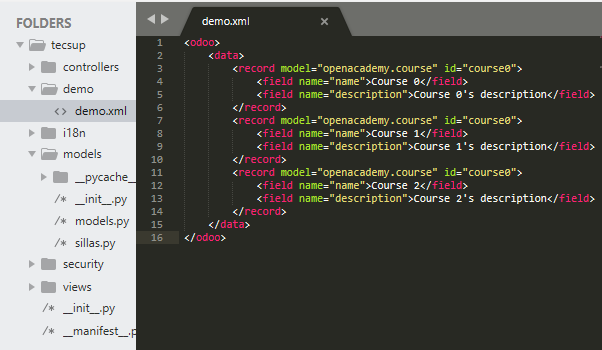 FOLDERS
tecsup
controllers
demo
<> demo.xml
i18n
models
__pycache__
/* __init__.py
/* models.py
/* sillas.py
security
views
/* __init__.py
/* __manifest__.p
demo.xml ×
1 <odoo>
2 <data>
3 <record model="openacademy.course" id="course0">
4 <field name="name">Course 0</field>
5 <field name="description">Course 0's description</field>
6 </record>
7 <record model="openacademy.course" id="course0">
8 <field name="name">Course 1</field>
9 <field name="description">Course 1's description</field>
10 </record>
11 <record model="openacademy.course" id="course0">
12 <field name="name">Course 2</field>
13 <field name="description">Course 2's description</field>
14 </record>
15 </data>
16 </odoo>